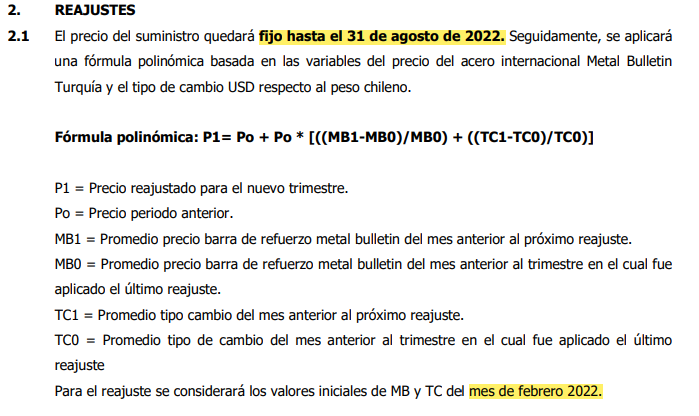 2. REAJUSTES
2.1 El precio del suministro quedará fijo hasta el 31 de agosto de 2022. Seguidamente, se aplicará
una fórmula polinómica basada en las variables del precio del acero internacional Metal Bulletin
Turquía y el tipo de cambio USD respecto al peso chileno.
Fórmula polinómica: P1= Po + Po * [((MB1-MB0)/MB0) + ((TC1-TC0)/TC0)]
P1 = Precio reajustado para el nuevo trimestre.
Po = Precio periodo anterior.
MB1 = Promedio precio barra de refuerzo metal bulletin del mes anterior al próximo reajuste.
MB0 = Promedio precio barra de refuerzo metal bulletin del mes anterior al trimestre en el cual fue
aplicado el último reajuste.
TC1 = Promedio tipo cambio del mes anterior al próximo reajuste.
TC0 = Promedio tipo de cambio del mes anterior al trimestre en el cual fue aplicado el último
reajuste
Para el reajuste se considerará los valores iniciales de MB y TC del mes de febrero 2022.